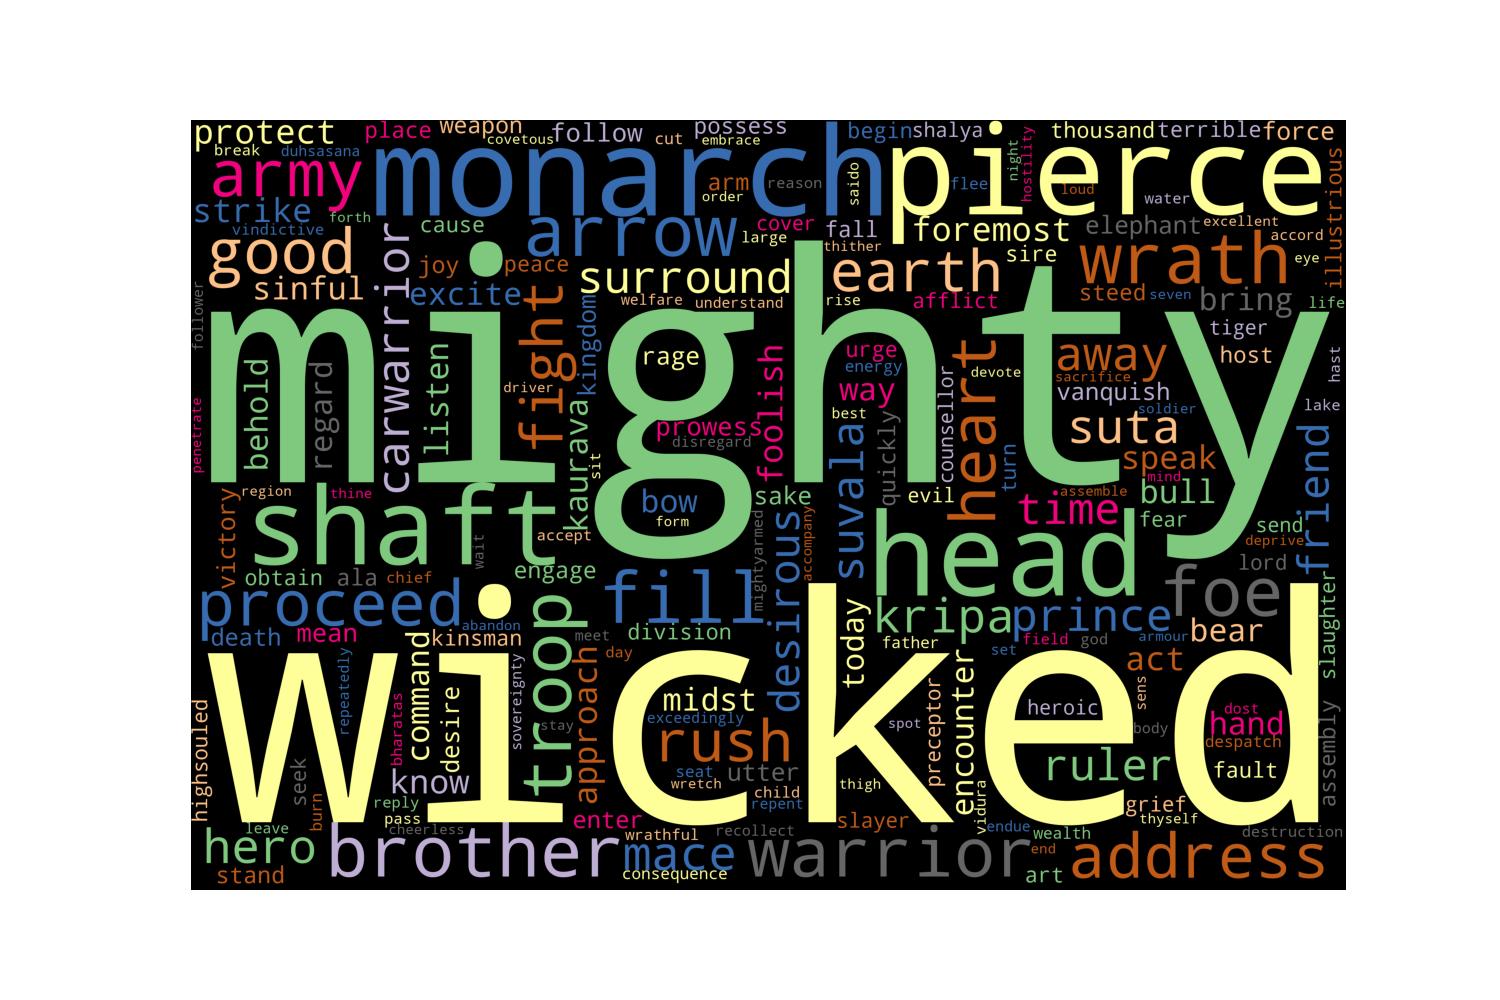 protect
place
weapon
follow
possess
begin
shalya
thousand
terrible
force
break
duhsasana
covetous
cut
embrace
army
monarch
pierce
arm
reason
order
saido
flee
night
hostility
loud
water
illustrious
strike
forth
vindictive
cause
arrow
cover
large
fall
thither
foremost
elephant
excellent
accord
eye
good
sinful
carwarrior
joy
peace
excite
surround
welfare
understand
earth
rise
afflict
sire
wrath
steed
seven
bring
life
follower
mighty
tiger
host
hast
lake
behold
regard
listen
fight
kingdom
driver
rage
foolish
urge
energy
way
best
heart
devote
away
sacrifice
vanquish
soldier
suta
speak
mind
penetrate
kaurava
sit
prowess
disregard
suvala
quickly
counsellor
turn
evil
bull
friend
region
thine
victory
shaft
wait
accept
bow
form
sake
mightyarmed
desirous
accompany
head
time
assemble
fear
send
deprive
lord
obtain
ala
chief
engage
foe
proceed
abandon
fill
kripa
prince
slaughter
death
mean
kinsman
troop
meet
division
today
father
field
god
armour
bear
set
wicked
repeatedly
command
desire
sovereignty
day
approach
midst
exceedingly
encounter
preceptor
act
sens
heroic
dost
hand
despatch
highsouled
bharatas
stay
rush
spot
body
seek
know
seat
utter
wretch
child
repent
thigh
ruler
fault
assembly
burn
reply
pass
cheerless
leave
enter
wrathful
recollect
slayer
vidura
endue
wealth
grief
thyself
destruction
hero
stand
brother
mace
consequence
warrior
end
art
address